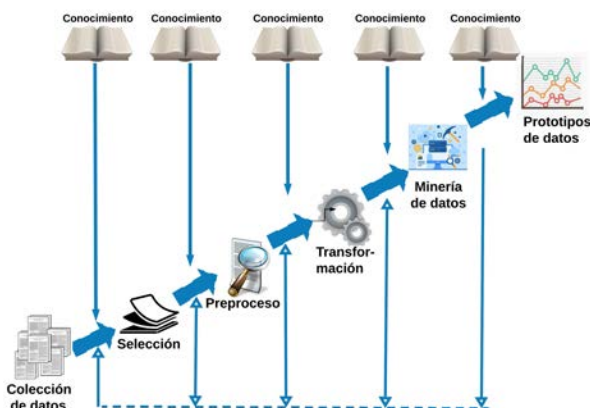 Conocimiento
Conocimiento
Conocimiento
Conocimiento
Conocimiento
Prototipos
de datos
Minería
de datos
Transfor-
mación
Preproceso
Selección
Colección
de datos